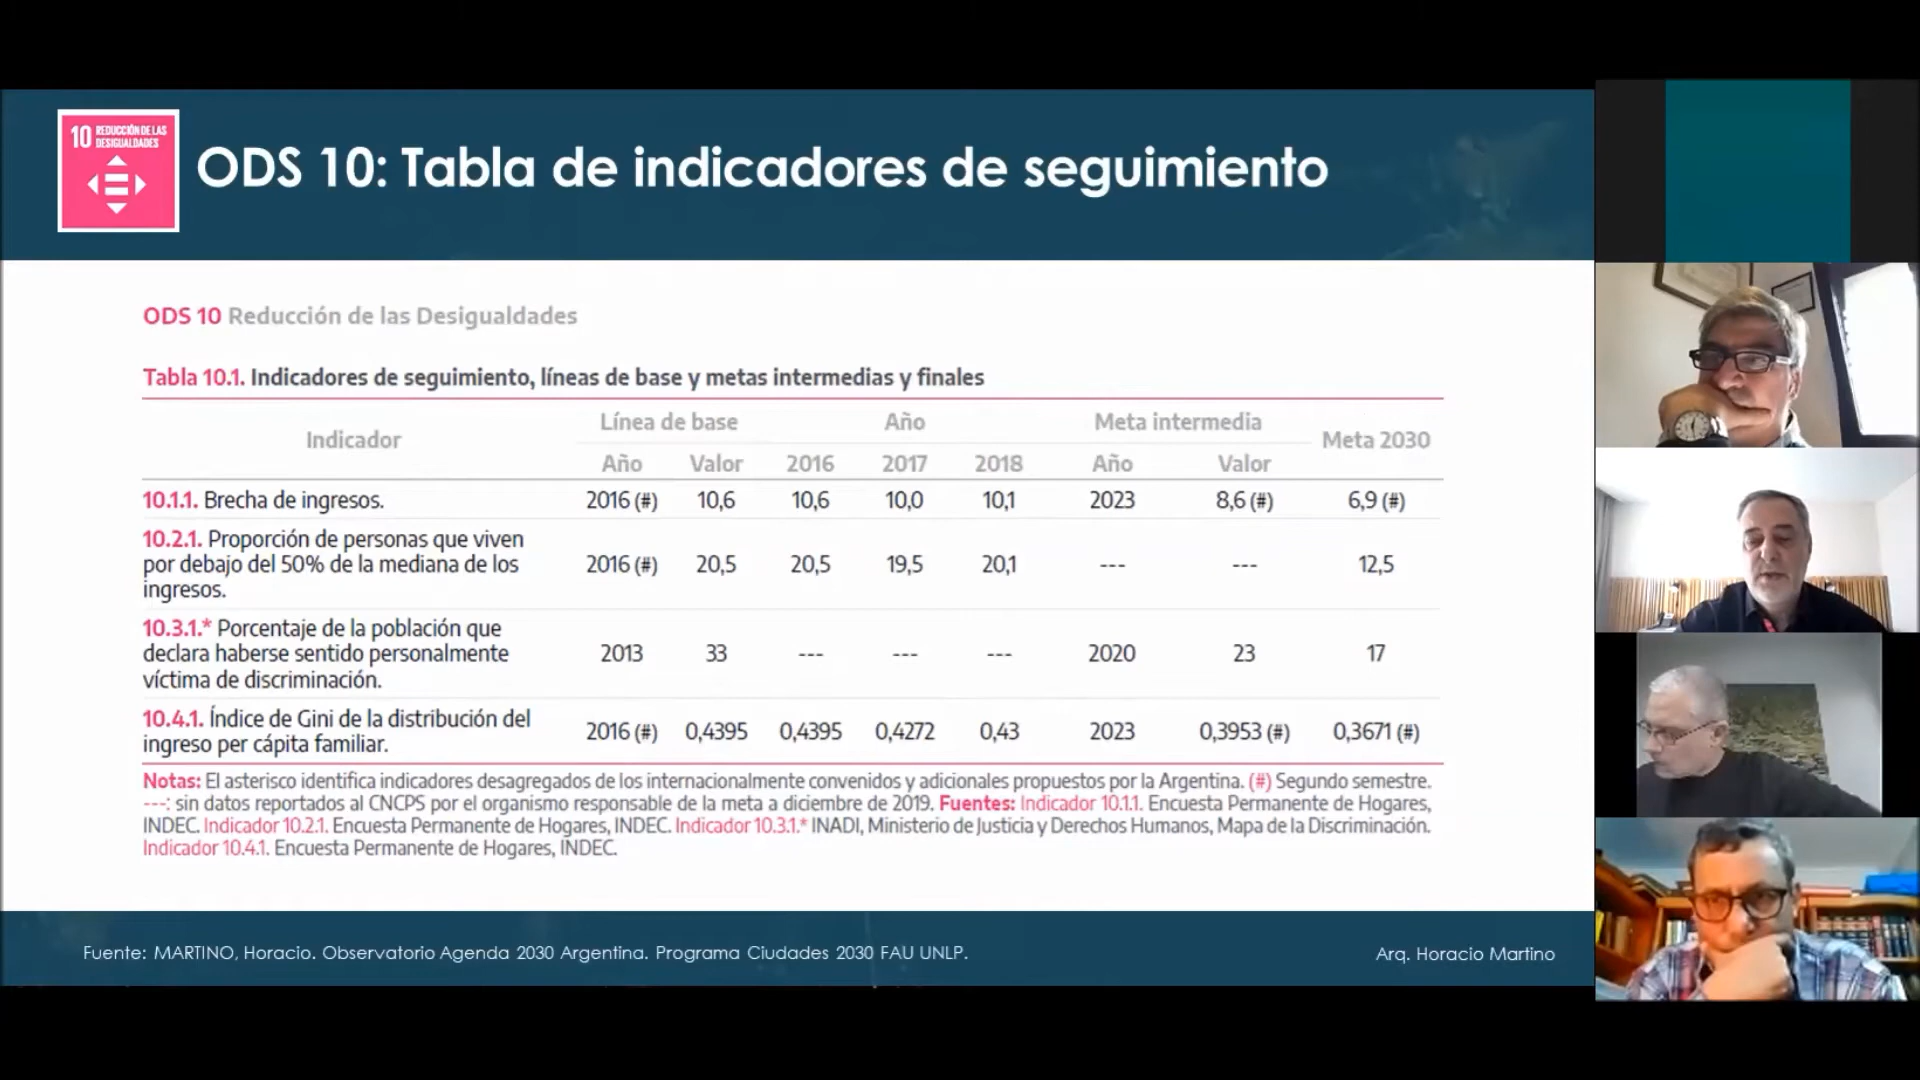 10 REDUCCIÓN DE LAS
DESIGUALDADES
ODS 10: Tabla de indicadores de seguimiento
ODS 10 Reducción de las Desigualdades
Tabla 10.1. Indicadores de seguimiento, líneas de base y metas intermedias y finales
Indicador Línea de base Año Meta intermedia Meta 2030
Año Valor 2016 2017 2018 Año Valor
10.1.1. Brecha de ingresos. 2016 (#) 10,6 10,6 10,0 10,1 2023 8,6 (#) 6,9 (#)
10.2.1. Proporción de personas que viven
por debajo del 50% de la mediana de los 2016 (#) 20,5 20,5 19,5 20,1 --- --- 12,5
ingresos.
10.3.1.* Porcentaje de la población que
declara haberse sentido personalmente 2013 33 --- --- --- 2020 23 17
víctima de discriminación.
10.4.1. Índice de Gini de la distribución del
ingreso per cápita familiar. 2016 (#) 0,4395 0,4395 0,4272 0,43 2023 0,3953 (#) 0,3671 (#)
Notas: El asterisco identifica indicadores desagregados de los internacionalmente convenidos y adicionales propuestos por la Argentina. (#) Segundo semestre.
---: sin datos reportados al CNCPS por el organismo responsable de la meta a diciembre de 2019. Fuentes: Indicador 10.1.1. Encuesta Permanente de Hogares,
INDEC. Indicador 10.2.1. Encuesta Permanente de Hogares, INDEC. Indicador 10.3.1.* INADI, Ministerio de Justicia y Derechos Humanos, Mapa de la Discriminación.
Indicador 10.4.1. Encuesta Permanente de Hogares, INDEC.
Fuente: MARTINO, Horacio. Observatorio Agenda 2030 Argentina. Programa Ciudades 2030 FAU UNLP.
Arq. Horacio Martino